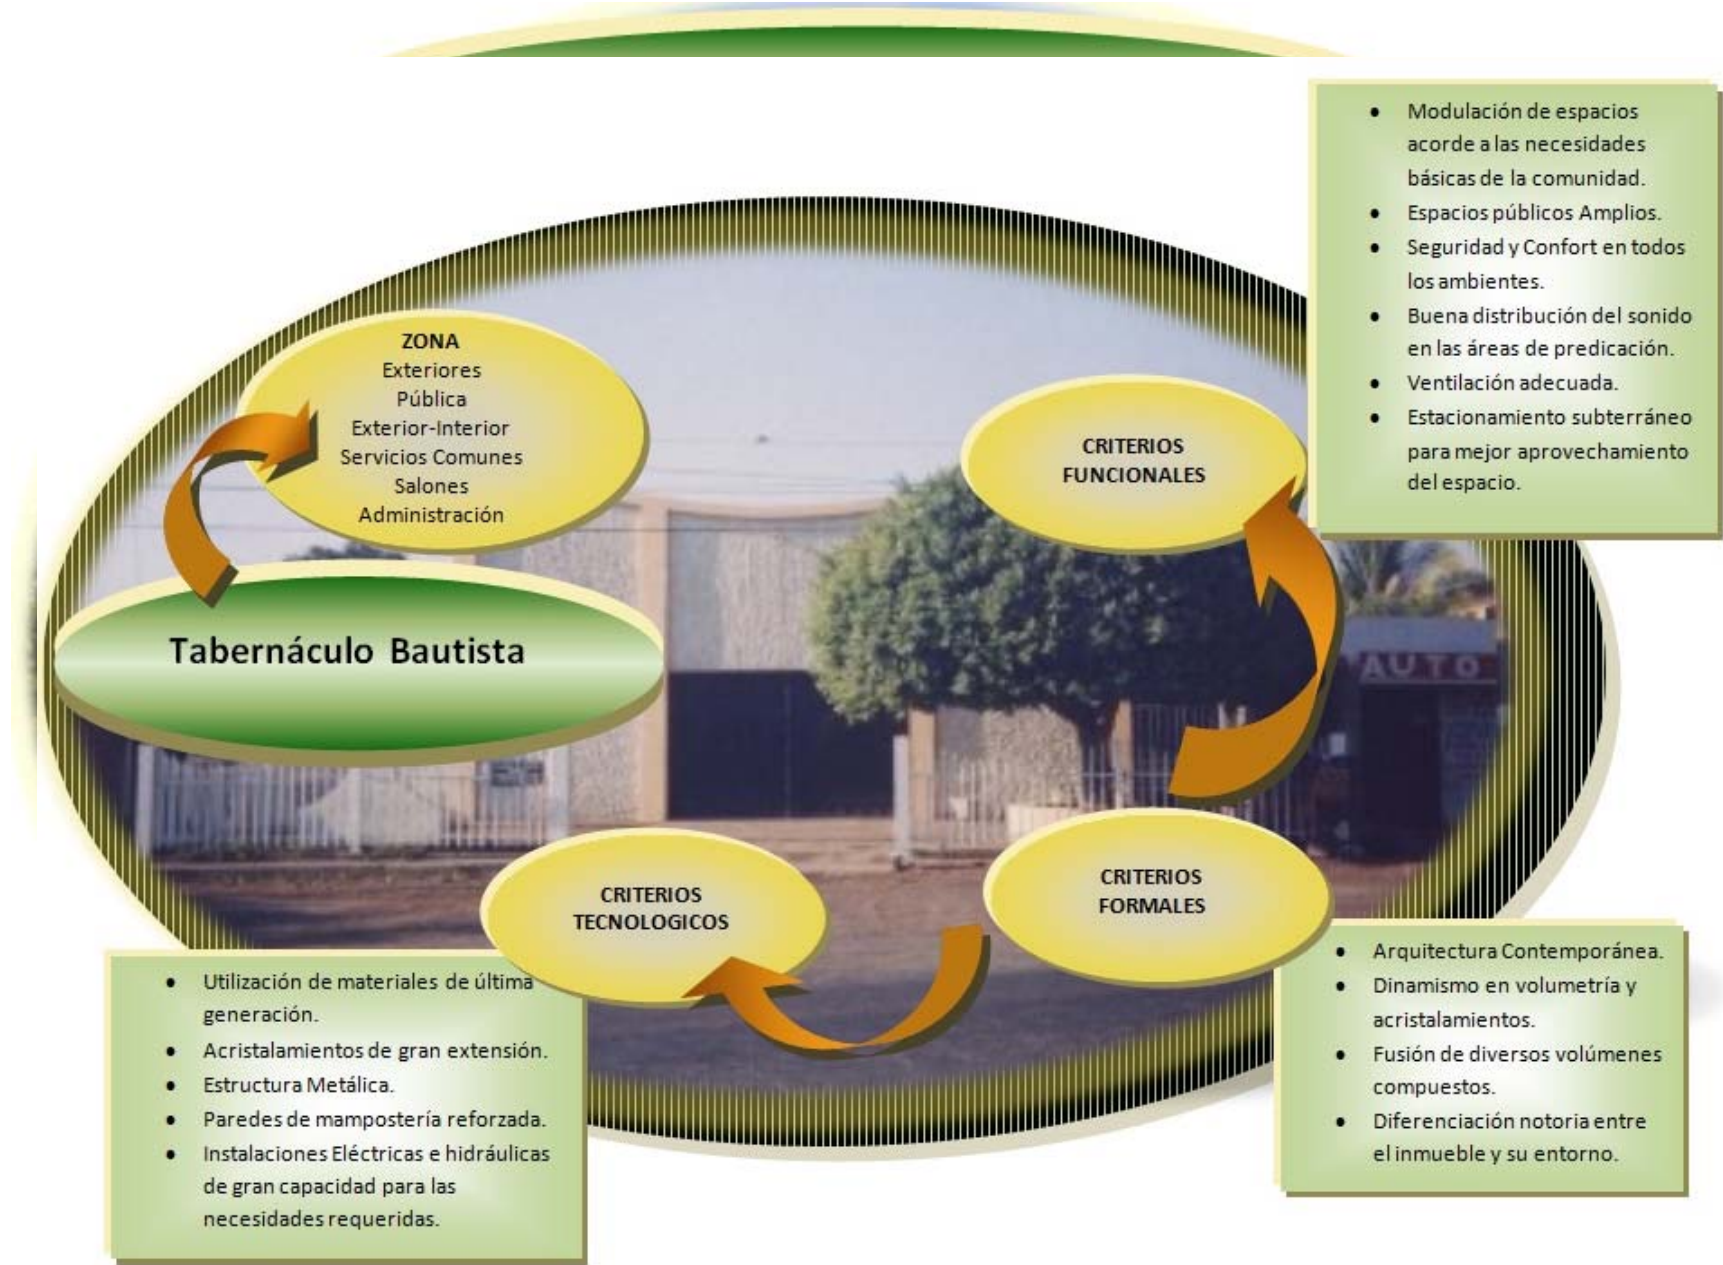 ZONA
Exteriores
Pública
Exterior-Interior
Servicios Comunes
Salones
Administración
Tabernáculo Bautista
CRITERIOS
FUNCIONALES
• Modulación de espacios
acorde a las necesidades
básicas de la comunidad.
• Espacios públicos Amplios.
• Seguridad y Confort en todos
los ambientes.
• Buena distribución del sonido
en las áreas de predicación.
• Ventilación adecuada.
• Estacionamiento subterráneo
para mejor aprovechamiento
del espacio.
AUTO
CRITERIOS
FORMALES
• Arquitectura Contemporánea.
• Dinamismo en volumetría y
acristalamientos.
• Fusión de diversos volúmenes
compuestos.
• Diferenciación notoria entre
el inmueble y su entorno.
CRITERIOS
TECNOLOGICOS
• Utilización de materiales de última
generación.
• Acristalamientos de gran extensión.
• Estructura Metálica.
• Paredes de mampostería reforzada.
• Instalaciones Eléctricas e hidráulicas
de gran capacidad para las
necesidades requeridas.